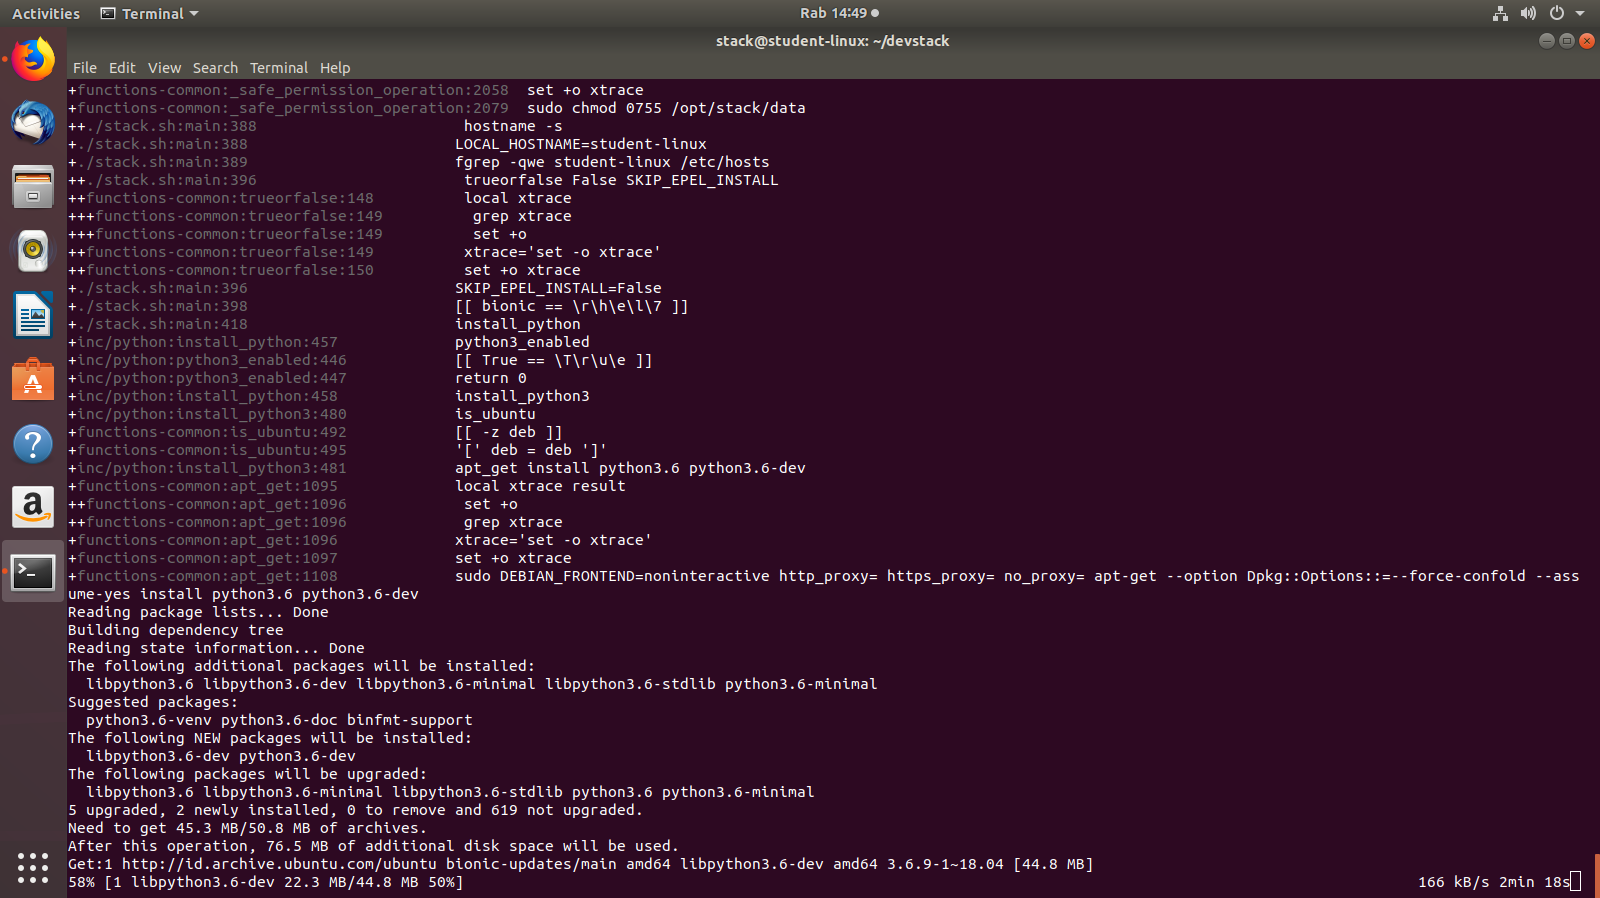 Activities Terminal Rab 14:49
stack@student-linux: ~/devstack
File Edit View Search Terminal Help
+functions-common:_safe_permission_operation:2058 set +o xtrace
+functions-common:_safe_permission_operation:2079 sudo chmod 0755 /opt/stack/data
++./stack.sh:main:388 hostname -s
+./stack.sh:main:388 LOCAL_HOSTNAME=student-linux
+./stack.sh:main:389 fgrep -qwe student-linux /etc/hosts
++./stack.sh:main:396 trueorfalse False SKIP_EPEL_INSTALL
++functions-common:trueorfalse:148 local xtrace
+++functions-common:trueorfalse:149 grep xtrace
+++functions-common:trueorfalse:149 set +o
++functions-common:trueorfalse:149 xtrace='set -o xtrace'
++functions-common:trueorfalse:150 set +o xtrace
+./stack.sh:main:396 SKIP_EPEL_INSTALL=False
+./stack.sh:main:398 [[ bionic == \r\h\e\l\7 ]]
+./stack.sh:main:418 install_python
+inc/python:install_python:457 python3_enabled
+inc/python:python3_enabled:446 [[ True == \T\r\u\e ]]
+inc/python:python3_enabled:447 return 0
+inc/python:install_python:458 install_python3
+inc/python:install_python3:480 is_ubuntu
+functions-common:is_ubuntu:492 [[ -z deb ]]
+functions-common:is_ubuntu:495 '[' deb = deb ']'
+inc/python:install_python3:481 apt_get install python3.6 python3.6-dev
+functions-common:apt_get:1095 local xtrace result
++functions-common:apt_get:1096 set +o
++functions-common:apt_get:1096 grep xtrace
+functions-common:apt_get:1096 xtrace='set -o xtrace'
+functions-common:apt_get:1097 set +o xtrace
+functions-common:apt_get:1108 sudo DEBIAN_FRONTEND=noninteractive http_proxy= https_proxy= no_proxy= apt-get --option Dpkg::Options::=--force-confold --ass
ume-yes install python3.6 python3.6-dev
Reading package lists... Done
Building dependency tree
Reading state information... Done
The following additional packages will be installed:
libpython3.6 libpython3.6-dev libpython3.6-minimal libpython3.6-stdlib python3.6-minimal
Suggested packages:
python3.6-venv python3.6-doc binfmt-support
The following NEW packages will be installed:
libpython3.6-dev python3.6-dev
The following packages will be upgraded:
libpython3.6 libpython3.6-minimal libpython3.6-stdlib python3.6 python3.6-minimal
5 upgraded, 2 newly installed, 0 to remove and 619 not upgraded.
Need to get 45.3 MB/50.8 MB of archives.
After this operation, 76.5 MB of additional disk space will be used.
Get:1 http://id.archive.ubuntu.com/ubuntu bionic-updates/main amd64 libpython3.6-dev amd64 3.6.9-1~18.04 [44.8 MB]
58% [1 libpython3.6-dev 22.3 MB/44.8 MB 50%] 166 kB/s 2min 18s